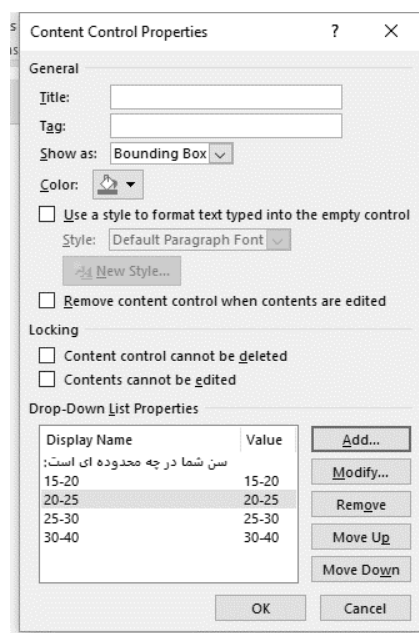 Content Control Properties ? ×
General
Title:
Tag:
Show as: Bounding Box
Color:
Use a style to format text typed into the empty control
Style: Default Paragraph Font
New Style...
Remove content control when contents are edited
Locking
Content control cannot be deleted
Contents cannot be edited
Drop-Down List Properties
Display Name Value
سن شما در چه محدوده ای است:
15-20 15-20
20-25 20-25
25-30 25-30
30-40 30-40
Add...
Modify...
Remove
Move Up
Move Down
OK Cancel